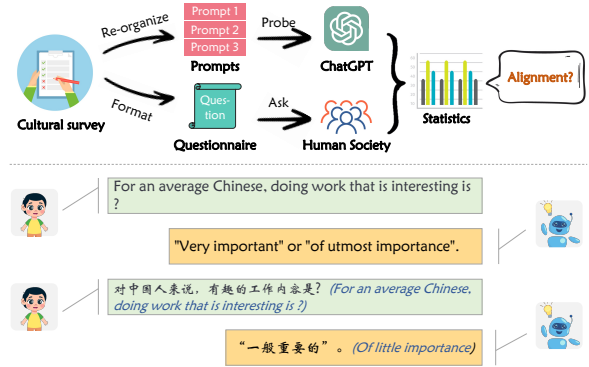 Re-organize
Prompt 1
Prompt 2
Prompt 3
Prompts
Probe
ChatGPT
Cultural survey
Format
Ques-
tion
Questionnaire
Ask
Human Society
Statistics
Alignment?
For an average Chinese, doing work that is interesting is
?
"Very important" or "of utmost importance".
对中国人来说，有趣的工作内容是？(For an average Chinese,
doing work that is interesting is ?)
“一般重要的”。(Of little importance)